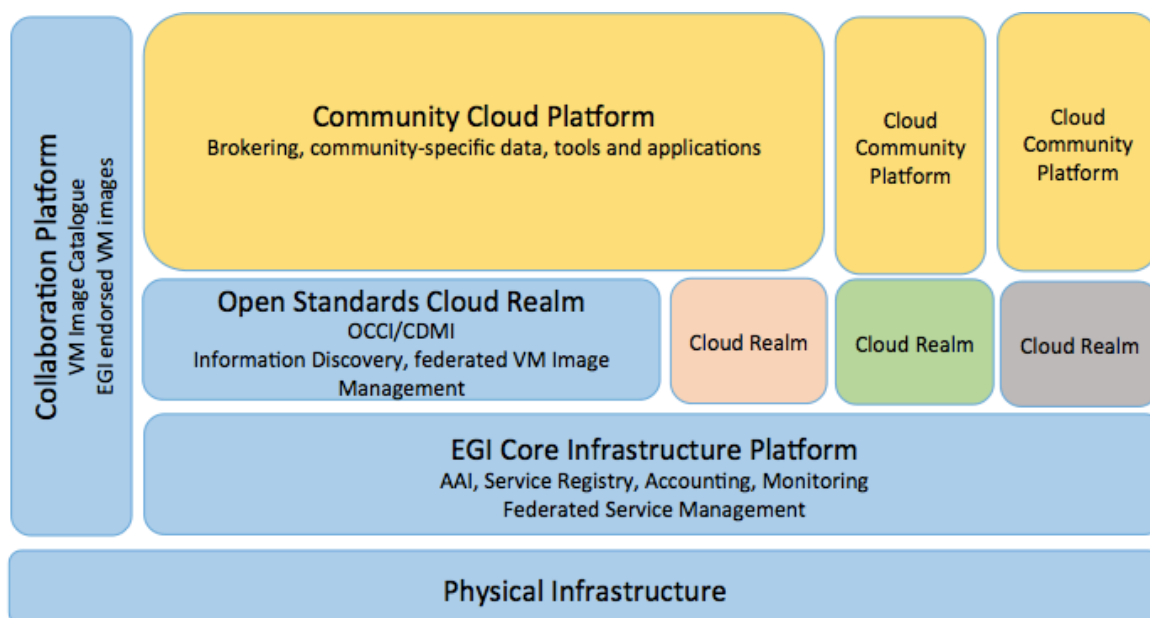 Collaboration Platform
VM Image Catalogue
EGI endorsed VM images
Community Cloud Platform
Brokering, community-specific data, tools and applications
Cloud
Community
Platform
Cloud
Community
Platform
Open Standards Cloud Realm
OCCI/CDMI
Information Discovery, federated VM Image
Management
Cloud Realm
Cloud Realm
Cloud Realm
EGI Core Infrastructure Platform
AAI, Service Registry, Accounting, Monitoring
Federated Service Management
Physical Infrastructure